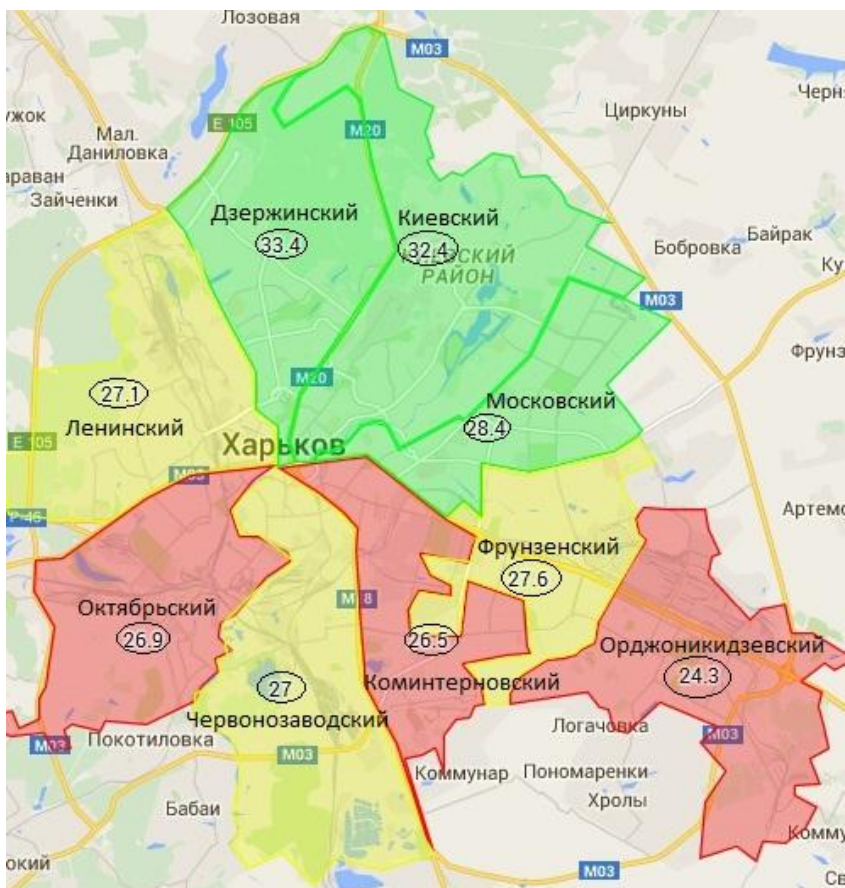 Лозовая
M03
Черн
Циркуны
E 105
M20
Мал.
Даниловка
Зайченки
Дзержинский
33.4
Киевский
32.4
РАЙОН
Байрак
Бобровка
Ку
M03
Фрунз
M20
27.1
Ленинский
Московский
28.4
Харьков
E 105
M03
P-46
Артемо
Фрунзенский
27.6
Октябрьский
26.9
26.5
Орджоникидзевский
24.3
27
Коминтерновский
Червонозаводский
Логачовка
M03
M03
Покотиловка
M03
Коммунар
Пономаренки
Хролы
Бабаи
Комму
окий
M03
Св